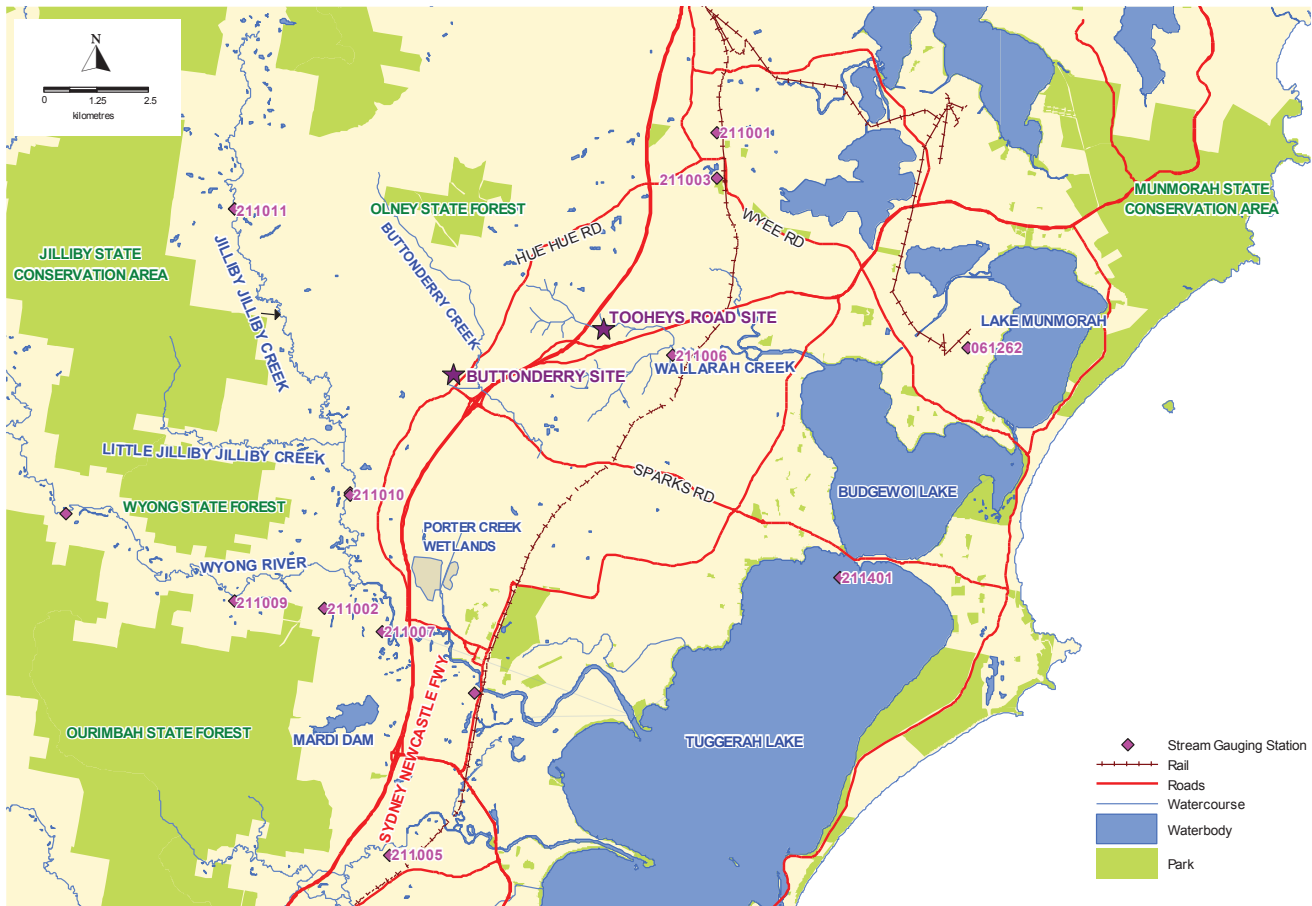 N
0 1.25 2.5
kilometres
211001
211003
MUNMORAH STATE
CONSERVATION AREA
211011
OLNEY STATE FOREST
WYEE RD
HUE HUE RD
JILLIBY STATE
CONSERVATION AREA
BUTTONDERRY CREEK
JILLIBY JILLIBY CREEK
TOOHEYS ROAD SITE
LAKE MUNMORAH
061262
211006
WALLARAH CREEK
BUTTONDERRY SITE
LITTLE JILLIBY JILLIBY CREEK
SPARKS RD
211010
BUDGEWOI LAKE
WYONG STATE FOREST
PORTER CREEK
WETLANDS
WYONG RIVER
211401
211009
211002
211007
SYDNEY NEWCASTLE FWY
OURIMBAH STATE FOREST
MARDI DAM
TUGGERAH LAKE
211005
Stream Gauging Station
Rail
Roads
Watercourse
Waterbody
Park